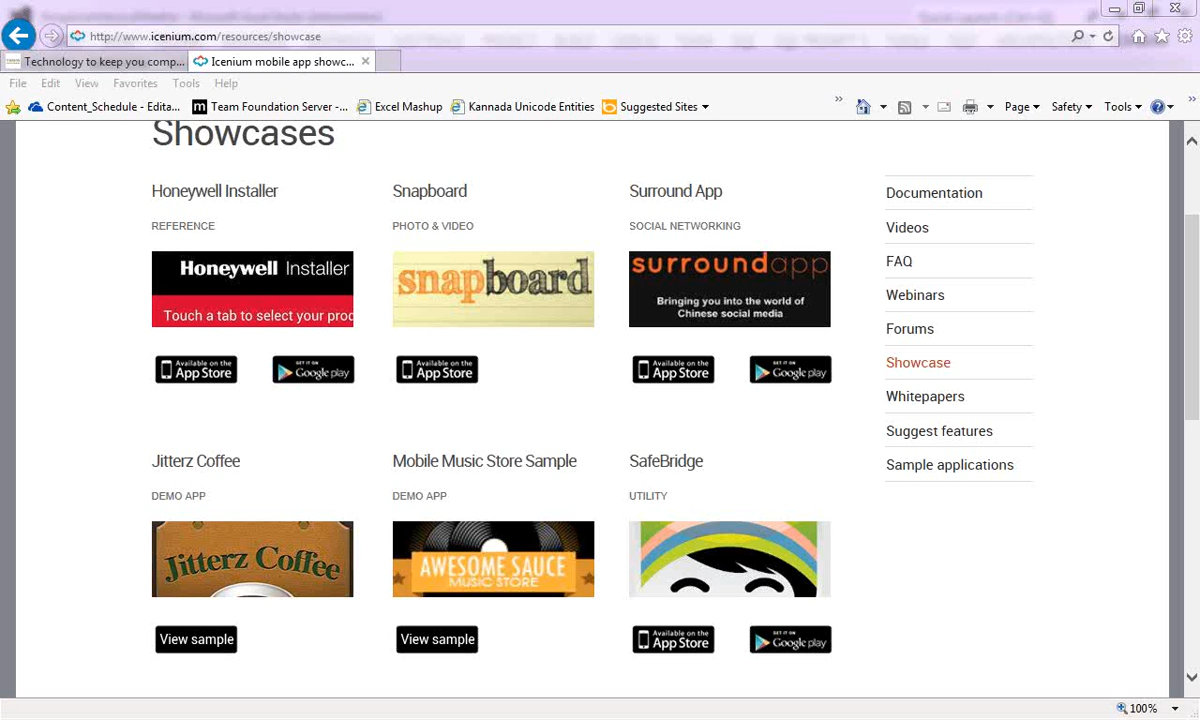 http://www.icenium.com/resources/showcase
Technology to keep you comp...
Icenium mobile app showc...
File Edit View Favorites Tools Help
Content_Schedule - Edita... Team Foundation Server -... Excel Mashup Kannada Unicode Entities Suggested Sites
Page Safety Tools
Showcases
Honeywell Installer
REFERENCE
Honeywell Installer
Touch a tab to select your proc
Available on the App Store
GET IT ON Google play
Snapboard
PHOTO & VIDEO
snapboard
Available on the App Store
Surround App
SOCIAL NETWORKING
surroundapp
Bringing you into the world of
Chinese social media
Available on the App Store
GET IT ON Google play
Jitterz Coffee
DEMO APP
Jitterz Coffee
View sample
Mobile Music Store Sample
DEMO APP
AWESOME SAUCE
MUSIC STORE
View sample
SafeBridge
UTILITY
Available on the App Store
GET IT ON Google play
Documentation
Videos
FAQ
Webinars
Forums
Showcase
Whitepapers
Suggest features
Sample applications
100%